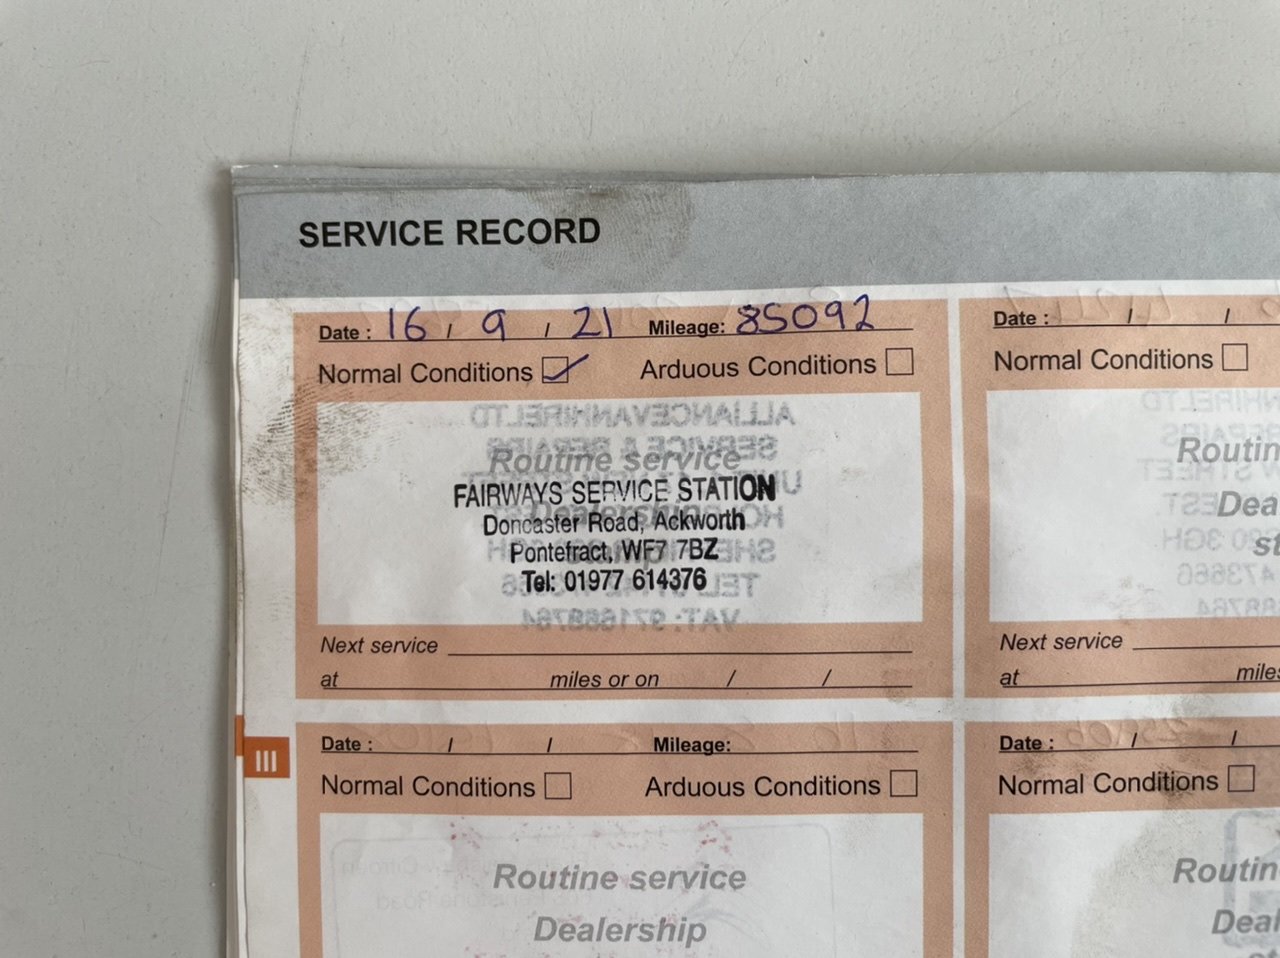 SERVICE RECORD
Date : 16 / 9 / 21 Mileage: 85092
Normal Conditions Arduous Conditions
Routine service
Dealership
FAIRWAYS SERVICE STATION
Doncaster Road, Ackworth
Pontefract, WF7 7BZ
Tel: 01977 614376
Next service
at miles or on / /
Date : / /
Normal Conditions
Next service
at
III
Date : / / Mileage:
Normal Conditions Arduous Conditions
Routine service
Dealership
Date : / /
Normal Conditions